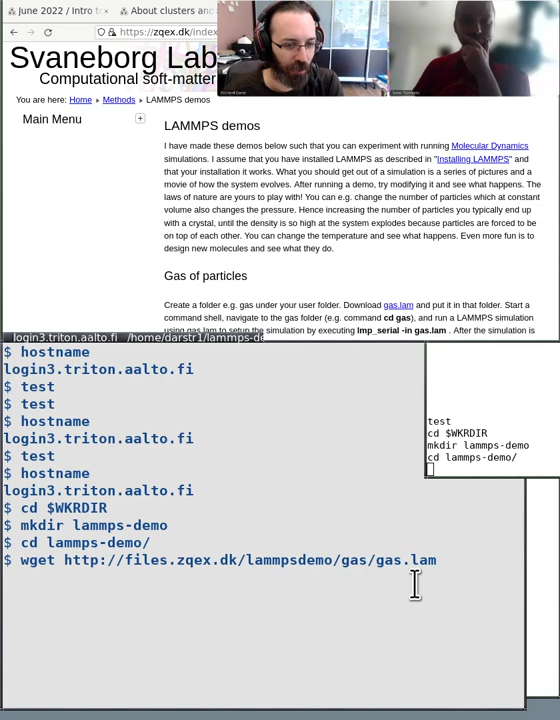 June 2022 / Intro to ×
About clusters and
https://zqex.dk/index
Svaneborg Lab
Computational soft-matter
You are here: Home ▸ Methods ▸ LAMMPS demos
Main Menu
+
LAMMPS demos
I have made these demos below such that you can experiment with running Molecular Dynamics
simulations. I assume that you have installed LAMMPS as described in "Installing LAMMPS" and
that your installation it works. What you should get out of a simulation is a series of pictures and a
movie of how the system evolves. After running a demo, try modifying it and see what happens. The
laws of nature are yours to play with! You can e.g. change the number of particles which at constant
volume also changes the pressure. Hence increasing the number of particles you typically end up
with a crystal, until the density is so high at the system explodes because particles are forced to be
on top of each other. You can change the temperature and see what happens. Even more fun is to
design new molecules and see what they do.
Gas of particles
Create a folder e.g. gas under your user folder. Download gas.lam and put it in that folder. Start a
command shell, navigate to the gas folder (e.g. command cd gas), and run a LAMMPS simulation
using gas.lam to setup the simulation by executing lmp_serial -in gas.lam . After the simulation is
login3.triton.aalto.fi /home/darstr1/lammps-de
$ hostname
login3.triton.aalto.fi
$ test
$ test
$ hostname
login3.triton.aalto.fi
$ test
$ hostname
login3.triton.aalto.fi
$ cd $WKRDIR
$ mkdir lammps-demo
$ cd lammps-demo/
$ wget http://files.zqex.dk/lammpsdemo/gas/gas.lam
test
cd $WKRDIR
mkdir lammps-demo
cd lammps-demo/